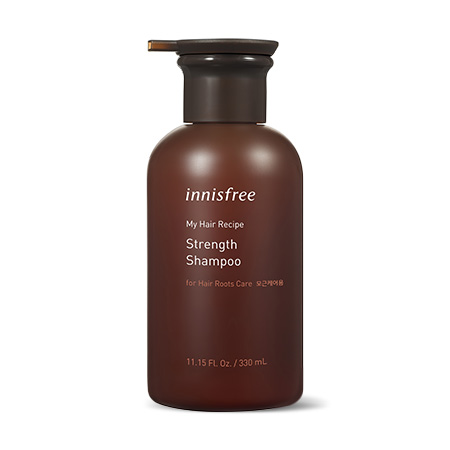 innisfree
My Hair Recipe
Strength
Shampoo
for Hair Roots Care 모근케어용
11.15 Fl. Oz. / 330 mL